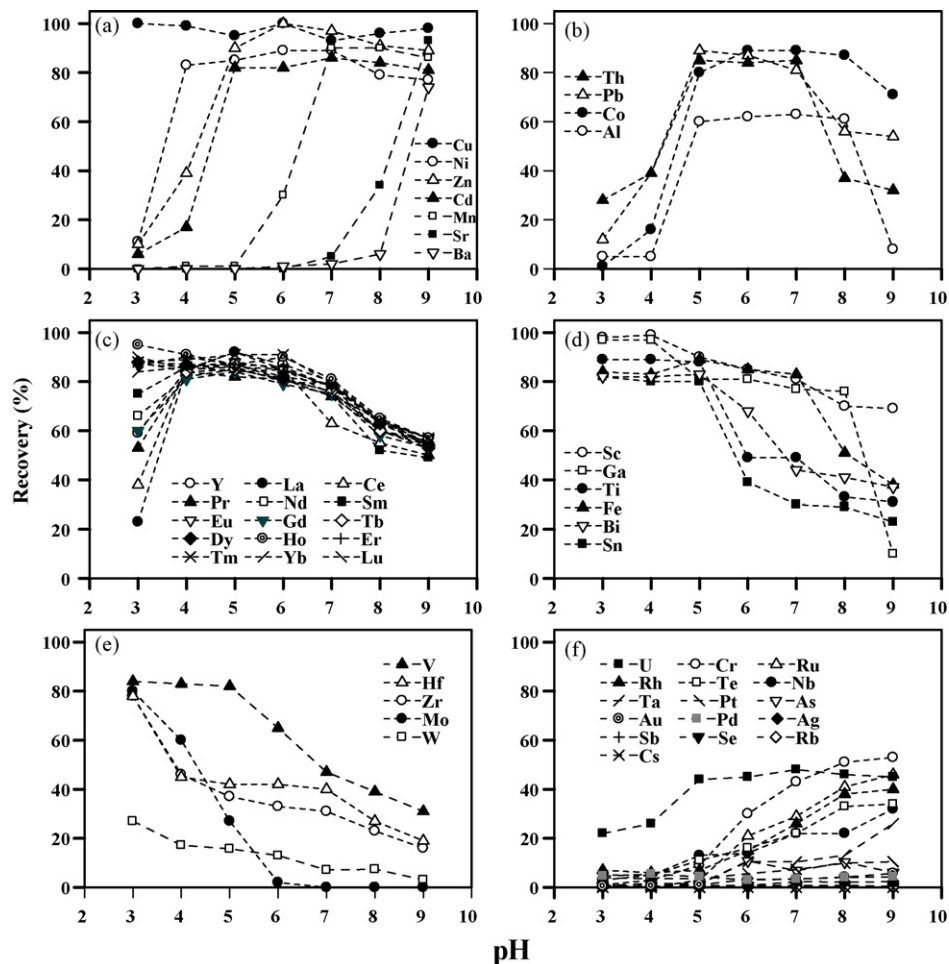 (a)
100
80
60
40
20
0
Cu
Ni
Zn
Cd
Mn
Sr
Ba
2 3 4 5 6 7 8 9 10
(b)
100
80
60
40
20
0
Th
Pb
Co
Al
2 3 4 5 6 7 8 9 10
Recovery (%)
(c)
100
80
60
40
20
0
Y La Ce
Pr Nd Sm
Eu Gd Tb
Dy Ho Er
Tm Yb Lu
2 3 4 5 6 7 8 9 10
(d)
100
80
60
40
20
0
Sc
Ga
Ti
Fe
Bi
Sn
2 3 4 5 6 7 8 9 10
(e)
100
80
60
40
20
0
V
Hf
Zr
Mo
W
2 3 4 5 6 7 8 9 10
(f)
100
80
60
40
20
0
U Cr Ru
Rh Te Nb
Ta Pt As
Au Pd Ag
Sb Se Rb
Cs
2 3 4 5 6 7 8 9 10
pH